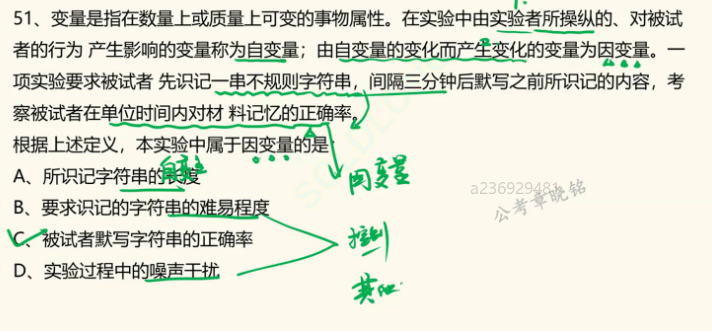 51、变量是指在数量上或质量上可变的事物属性。在实验中由实验者所操纵的、对被试
者的行为 产生影响的变量称为自变量；由自变量的变化而产生变化的变量为因变量。一
项实验要求被试者 先识记一串不规则字符串，间隔三分钟后默写之前所识记的内容，考
察被试者在单位时间内对材 料记忆的正确率。
根据上述定义，本实验中属于因变量的是
自变量
A、所识记字符串的长度
因变量
a236929481
公考章晓铭
B、要求识记的字符串的难易程度
控制
C、被试者默写字符串的正确率
D、实验过程中的噪声干扰
其他